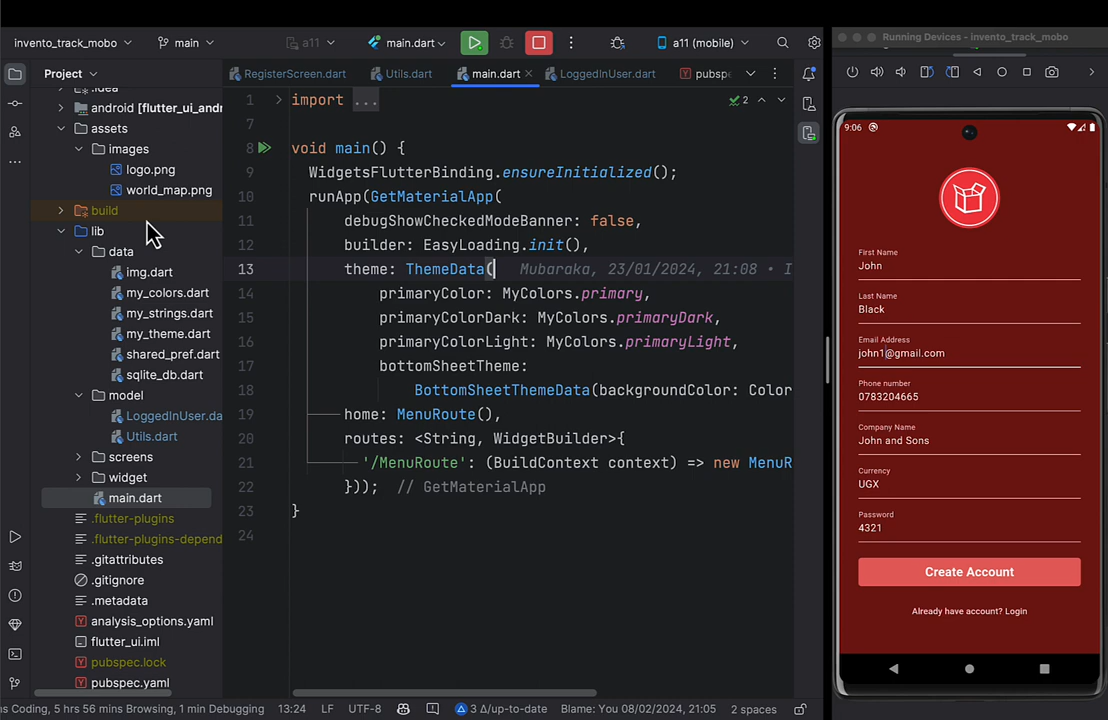 invento_track_mobo
main
a11
main.dart
a11 (mobile)
Running Devices - invento_track_mobo
Project
RegisterScreen.dart
Utils.dart
main.dart
LoggedInUser.dart
pubsp
.idea
android [flutter_ui_andr
assets
images
logo.png
world_map.png
build
lib
data
img.dart
my_colors.dart
my_strings.dart
my_theme.dart
shared_pref.dart
sqlite_db.dart
model
LoggedInUser.da
Utils.dart
screens
widget
main.dart
.flutter-plugins
.flutter-plugins-depend
.gitattributes
.gitignore
.metadata
analysis_options.yaml
flutter_ui.iml
pubspec.lock
pubspec.yaml
1 import ...
2
7
8 void main() {
9 WidgetsFlutterBinding.ensureInitialized();
10 runApp(GetMaterialApp(
11 debugShowCheckedModeBanner: false,
12 builder: EasyLoading.init(),
13 theme: ThemeData( Mubaraka, 23/01/2024, 21:08 • I
14 primaryColor: MyColors.primary,
15 primaryColorDark: MyColors.primaryDark,
16 primaryColorLight: MyColors.primaryLight,
17 bottomSheetTheme:
18 BottomSheetThemeData(backgroundColor: Color
19 home: MenuRoute(),
20 routes: <String, WidgetBuilder>{
21 '/MenuRoute': (BuildContext context) => new MenuR
22 })); // GetMaterialApp
23 }
24
9:06
First Name
John
Last Name
Black
Email Address
john1@gmail.com
Phone number
0783204665
Company Name
John and Sons
Currency
UGX
Password
4321
Create Account
Already have account? Login
s Coding, 5 hrs 56 mins Browsing, 1 min Debugging
13:24
LF
UTF-8
3 Δ/up-to-date
Blame: You 08/02/2024, 21:05
2 spaces